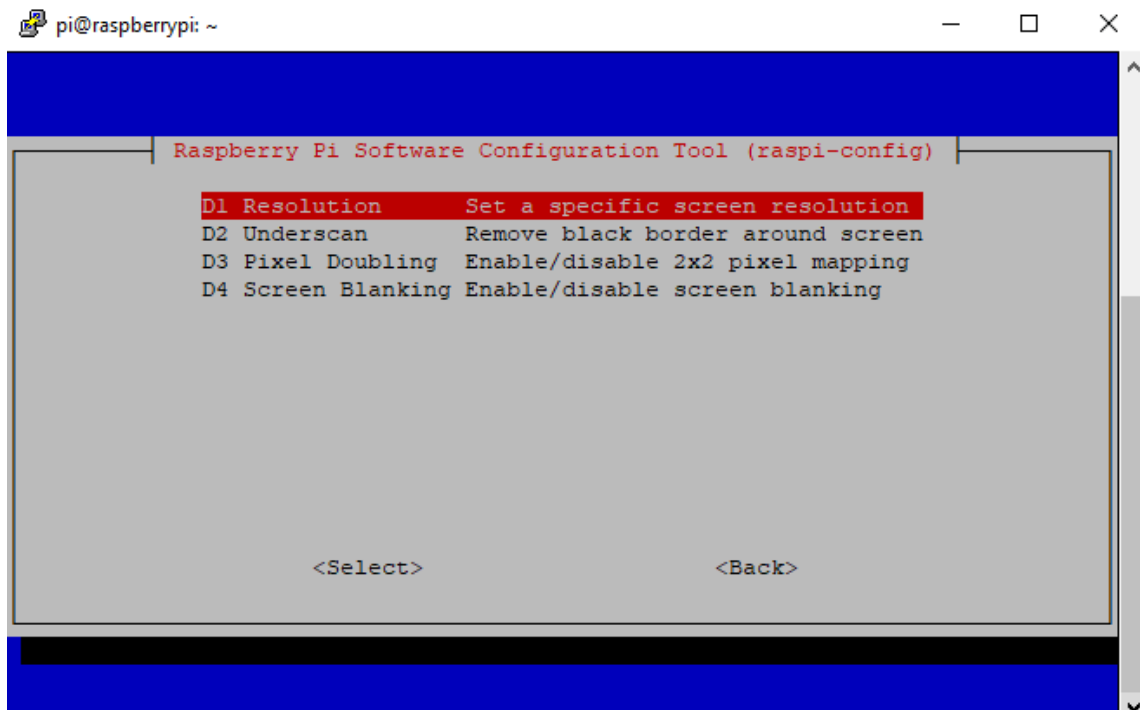 pi@raspberrypi: ~
Raspberry Pi Software Configuration Tool (raspi-config)
D1 Resolution Set a specific screen resolution
D2 Underscan Remove black border around screen
D3 Pixel Doubling Enable/disable 2x2 pixel mapping
D4 Screen Blanking Enable/disable screen blanking
<Select> <Back>